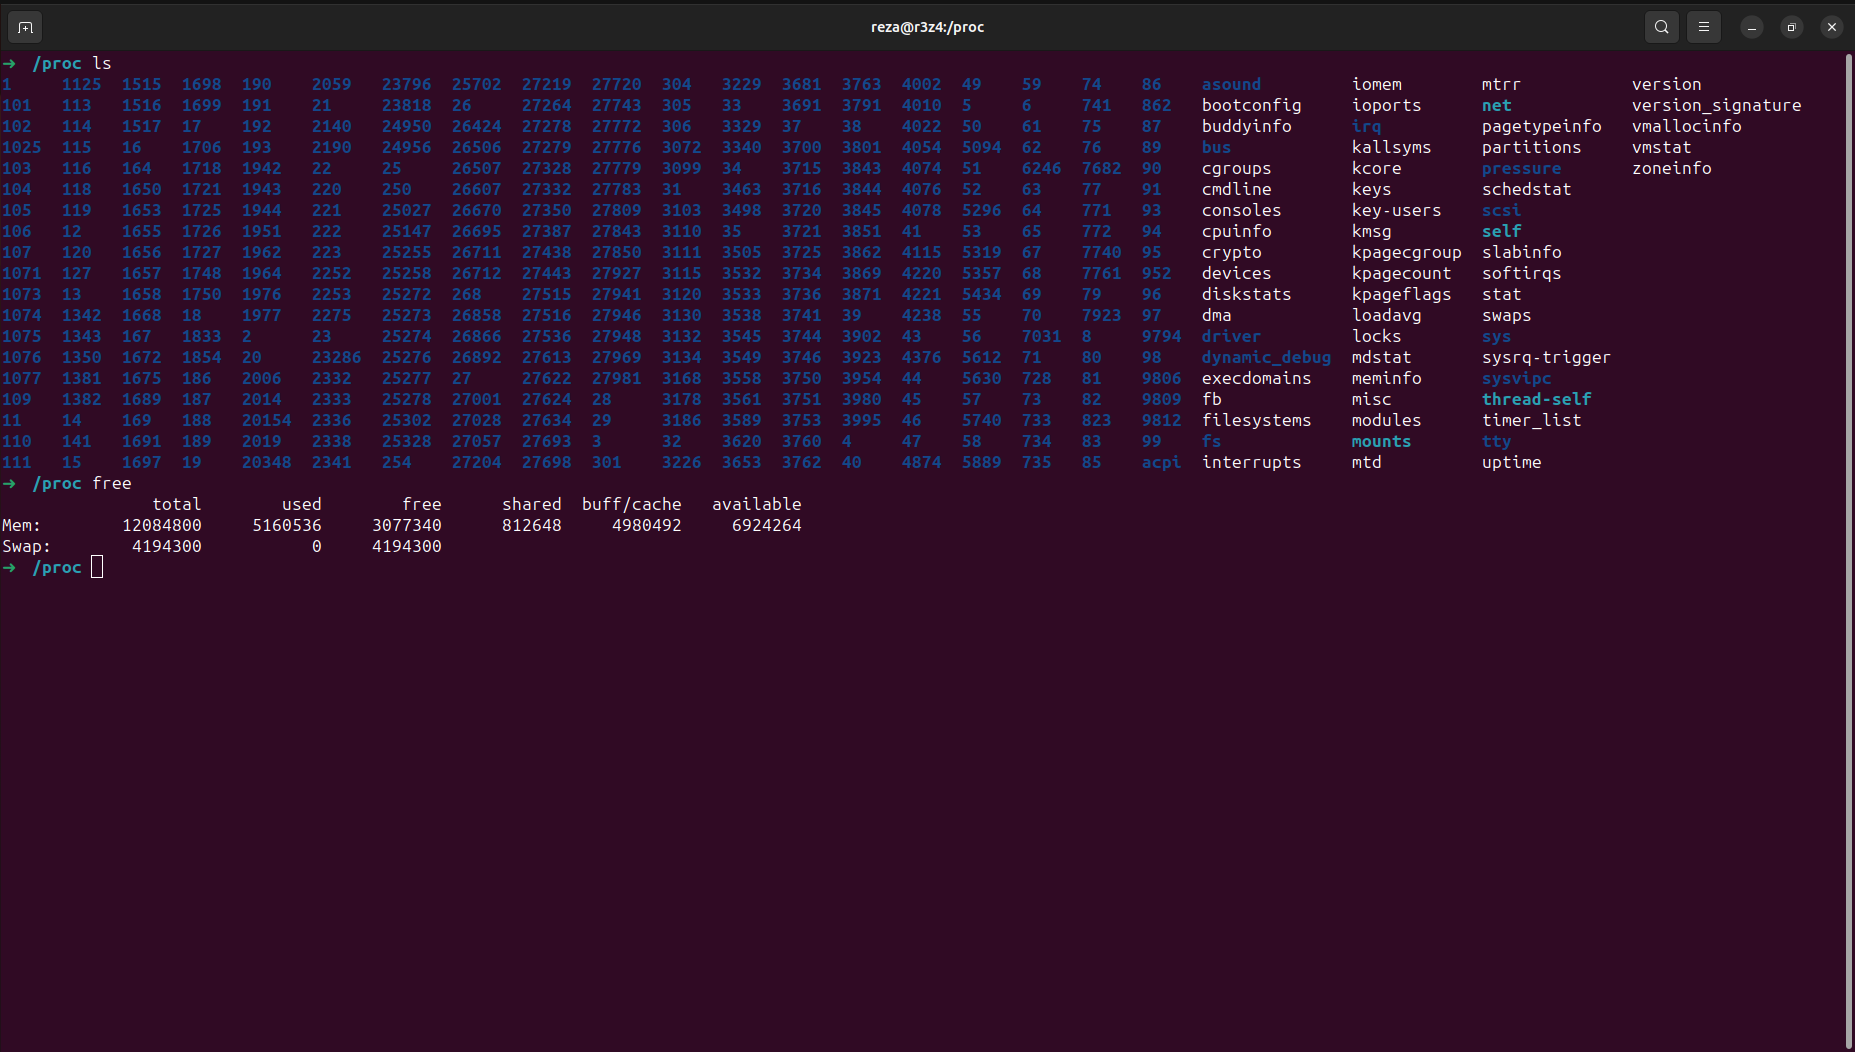 reza@r3z4:/proc
→ /proc ls
1 1125 1515 1698 190 2059 23796 25702 27219 27720 304 3229 3681 3763 4002 49 59 74 86 asound iomem mtrr version
101 113 1516 1699 191 21 23818 26 27264 27743 305 33 3691 3791 4010 5 6 741 862 bootconfig ioports net version_signature
102 114 1517 17 192 2140 24950 26424 27278 27772 306 3329 37 38 4022 50 61 75 87 buddyinfo irq pagetypeinfo vmallocinfo
1025 115 16 1706 193 2190 24956 26506 27279 27776 3072 3340 3700 3801 4054 5094 62 76 89 bus kallsyms partitions vmstat
103 116 164 1718 1942 22 25 26507 27328 27779 3099 34 3715 3843 4074 51 6246 7682 90 cgroups kcore pressure zoneinfo
104 118 1650 1721 1943 220 250 26607 27332 27783 31 3463 3716 3844 4076 52 63 77 91 cmdline keys schedstat
105 119 1653 1725 1944 221 25027 26670 27350 27809 3103 3498 3720 3845 4078 5296 64 771 93 consoles key-users scsi
106 12 1655 1726 1951 222 25147 26695 27387 27843 3110 35 3721 3851 41 53 65 772 94 cpuinfo kmsg self
107 120 1656 1727 1962 223 25255 26711 27438 27850 3111 3505 3725 3862 4115 5319 67 7740 95 crypto kpagecgroup slabinfo
1071 127 1657 1748 1964 2252 25258 26712 27443 27927 3115 3532 3734 3869 4220 5357 68 7761 952 devices kpagecount softirqs
1073 13 1658 1750 1976 2253 25272 268 27515 27941 3120 3533 3736 3871 4221 5434 69 79 96 diskstats kpageflags stat
1074 1342 1668 18 1977 2275 25273 26858 27516 27946 3130 3538 3741 39 4238 55 70 7923 97 dma loadavg swaps
1075 1343 167 1833 2 23 25274 26866 27536 27948 3132 3545 3744 3902 43 56 7031 8 9794 driver locks sys
1076 1350 1672 1854 20 23286 25276 26892 27613 27969 3134 3549 3746 3923 4376 5612 71 80 98 dynamic_debug mdstat sysrq-trigger
1077 1381 1675 186 2006 2332 25277 27 27622 27981 3168 3558 3750 3954 44 5630 728 81 9806 execdomains meminfo sysvipc
109 1382 1689 187 2014 2333 25278 27001 27624 28 3178 3561 3751 3980 45 57 73 82 9809 fb misc thread-self
11 14 169 188 20154 2336 25302 27028 27634 29 3186 3589 3753 3995 46 5740 733 823 9812 filesystems modules timer_list
110 141 1691 189 2019 2338 25328 27057 27693 3 32 3620 3760 4 47 58 734 83 99 fs mounts tty
111 15 1697 19 20348 2341 254 27204 27698 301 3226 3653 3762 40 4874 5889 735 85 acpi interrupts mtd uptime
→ /proc free
total used free shared buff/cache available
Mem: 12084800 5160536 3077340 812648 4980492 6924264
Swap: 4194300 0 4194300
→ /proc